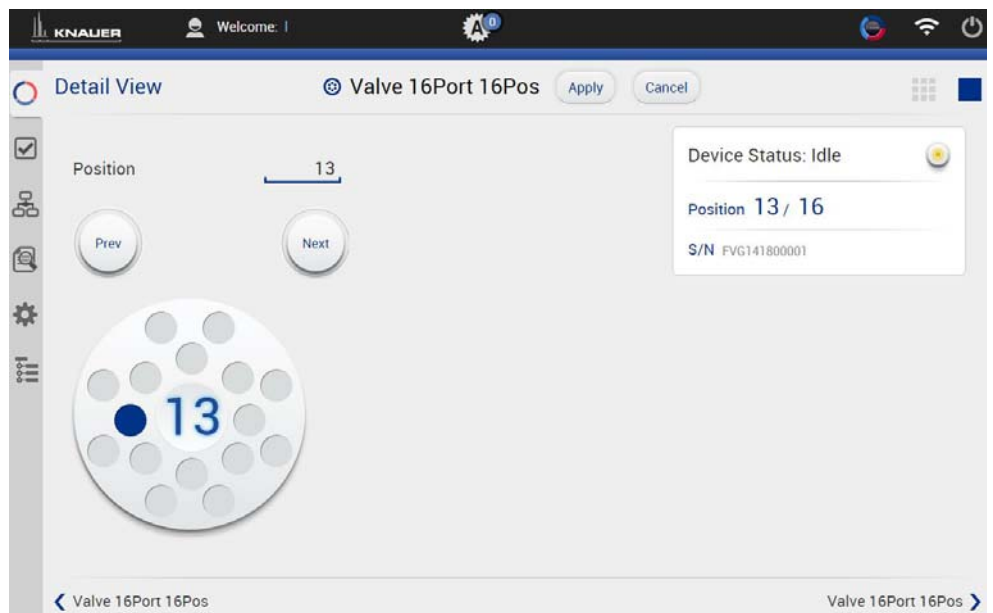 KNAUER Welcome: I A 0
Detail View Valve 16Port 16Pos Apply Cancel
Position 13
Device Status: Idle
Position 13 / 16
Prev Next
S/N FVG141800001
13
Valve 16Port 16Pos Valve 16Port 16Pos